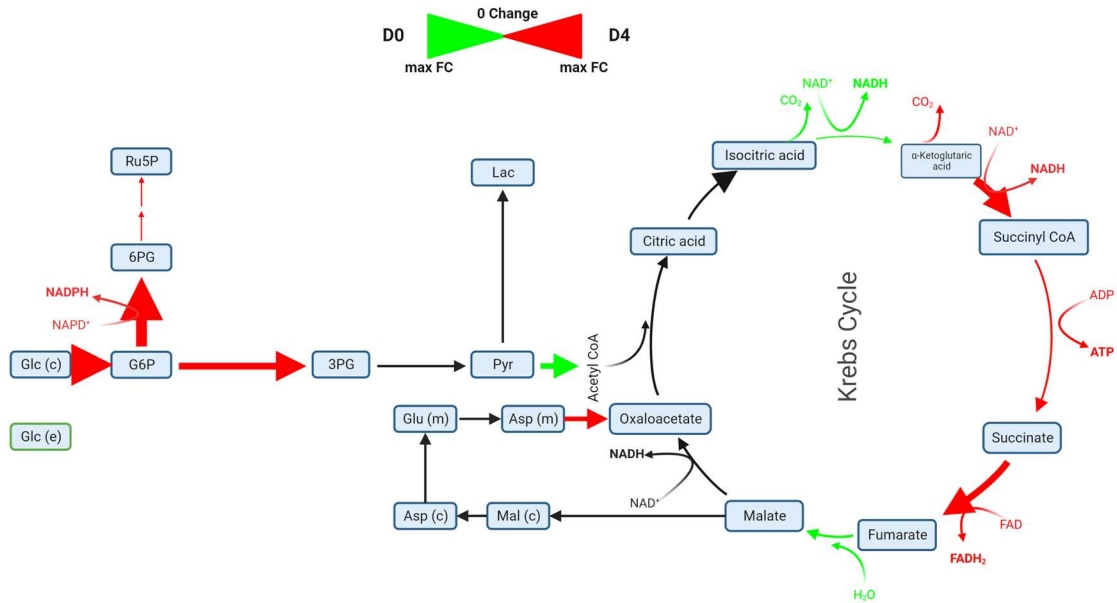 0 Change
D0
D4
max FC
max FC
NAD⁺
NADH
CO₂
CO₂
NAD⁺
NADH
Ru5P
Lac
Isocitric acid
α-Ketoglutaric
acid
Succinyl CoA
Citric acid
6PG
NADPH
NAPD⁺
ADP
ATP
Krebs Cycle
Glc (c)
G6P
3PG
Pyr
Acetyl CoA
Glu (m)
Asp (m)
Oxaloacetate
Glc (e)
Succinate
NADH
NAD⁺
Asp (c)
Mal (c)
Malate
Fumarate
FAD
FADH₂
H₂O